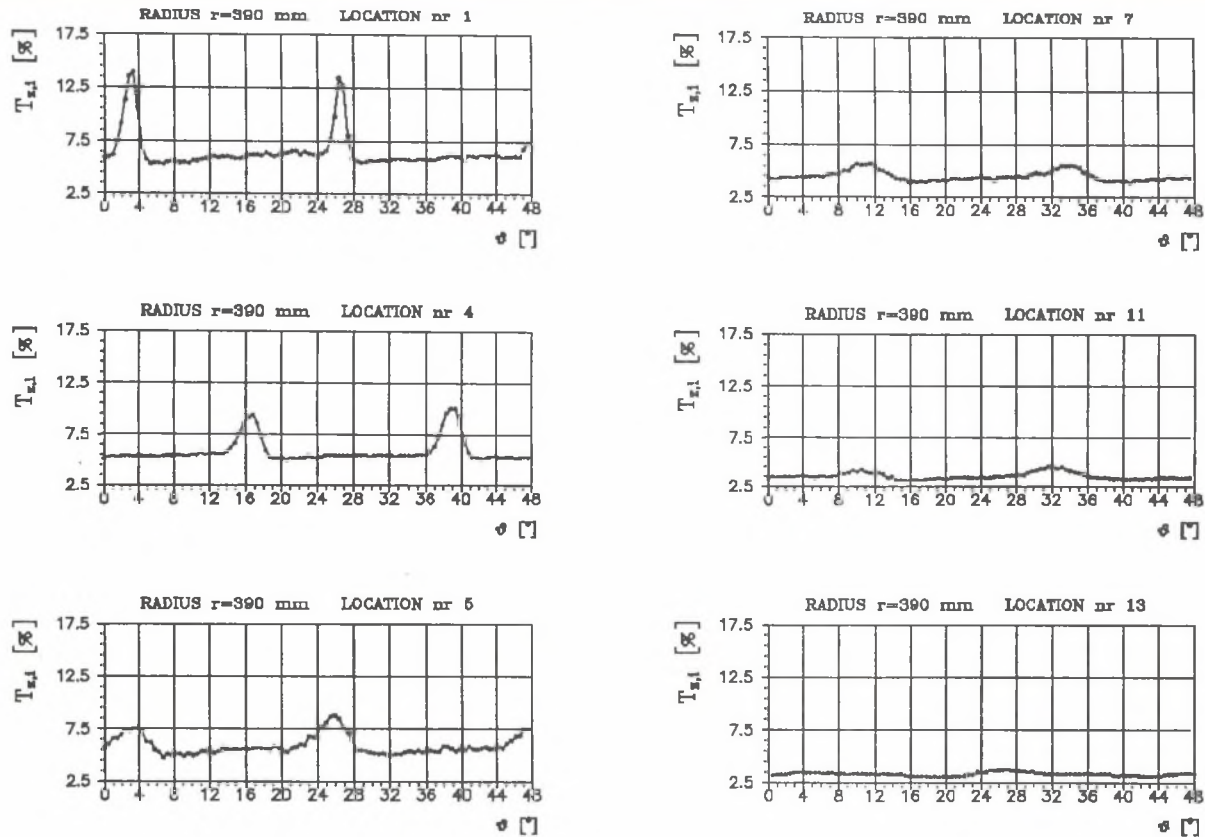 RADIUS r=390 mm LOCATION nr 1
T z,i [%]
17.5
12.5
7.5
2.5
0 4 8 12 16 20 24 28 32 36 40 44 48
ϑ [°]
RADIUS r=390 mm LOCATION nr 4
T z,i [%]
17.5
12.5
7.5
2.5
0 4 8 12 16 20 24 28 32 36 40 44 48
ϑ [°]
RADIUS r=390 mm LOCATION nr 5
T z,i [%]
17.5
12.5
7.5
2.5
0 4 8 12 16 20 24 28 32 36 40 44 48
ϑ [°]
RADIUS r=390 mm LOCATION nr 7
T z,i [%]
17.5
12.5
7.5
2.5
0 4 8 12 16 20 24 28 32 36 40 44 48
ϑ [°]
RADIUS r=390 mm LOCATION nr 11
T z,i [%]
17.5
12.5
7.5
2.5
0 4 8 12 16 20 24 28 32 36 40 44 48
ϑ [°]
RADIUS r=390 mm LOCATION nr 13
T z,i [%]
17.5
12.5
7.5
2.5
0 4 8 12 16 20 24 28 32 36 40 44 48
ϑ [°]